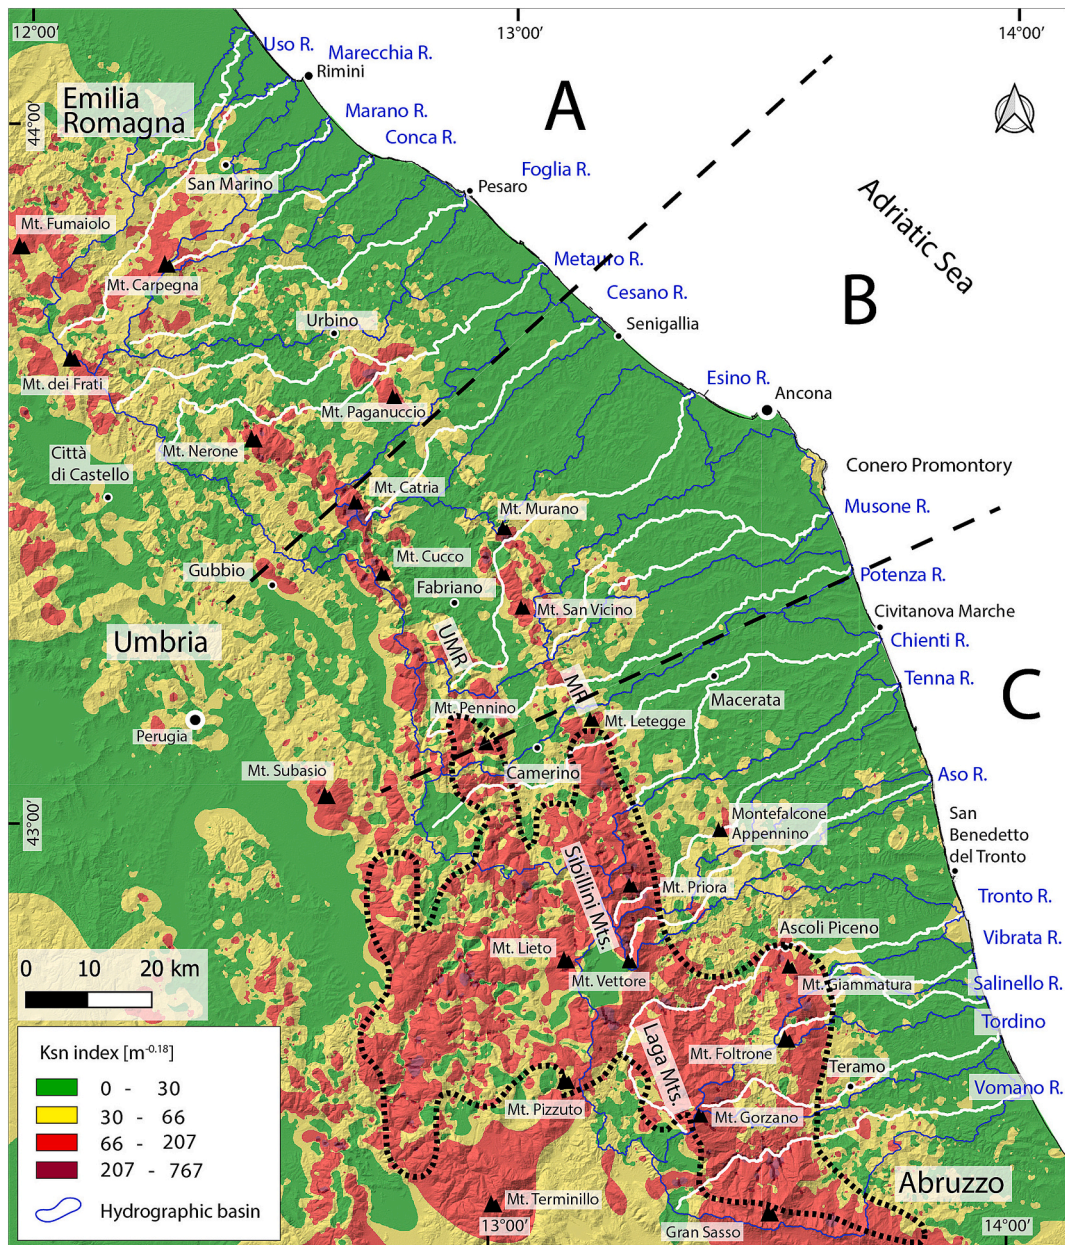 12°00’
13°00’
14°00’
Uso R.
Marecchia R.
Rimini
Emilia
Romagna
A
44°00’
Marano R.
Conca R.
San Marino
Foglia R.
Pesaro
Mt. Fumaiolo
Adriatic Sea
Mt. Carpegna
Metauro R.
Cesano R.
B
Urbino
Senigallia
Mt. dei Frati
Esino R.
Ancona
Mt. Paganuccio
Mt. Nerone
Città
di Castello
Conero Promontory
Mt. Catria
Mt. Murano
Musone R.
Mt. Cucco
Gubbio
Fabriano
Potenza R.
Mt. San Vicino
Civitanova Marche
Umbria
UMR
Chienti R.
Tenna R.
MR
Macerata
C
Mt. Pennino
Mt. Letegge
Perugia
Camerino
Mt. Subasio
Aso R.
43°00’
Montefalcone
Appennino
San
Benedetto
del Tronto
Sibillini Mts.
Mt. Priora
Tronto R.
Ascoli Piceno
Vibrata R.
Mt. Lieto
0 10 20 km
Mt. Vettore
Mt. Giammatura
Salinello R.
Tordino
Laga Mts.
Mt. Foltrone
Teramo
Vomano R.
Mt. Pizzuto
Mt. Gorzano
Ksn index [m-0.18]
0 - 30
30 - 66
66 - 207
207 - 767
Hydrographic basin
Abruzzo
Mt. Terminillo
13°00’
Gran Sasso
14°00’